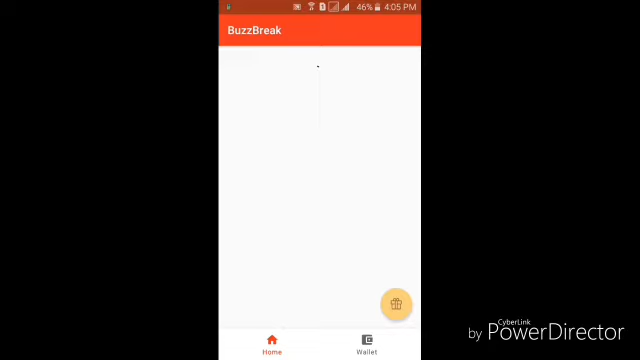 46% 4:05 PM
BuzzBreak
Home
Wallet
CyberLink
by PowerDirector